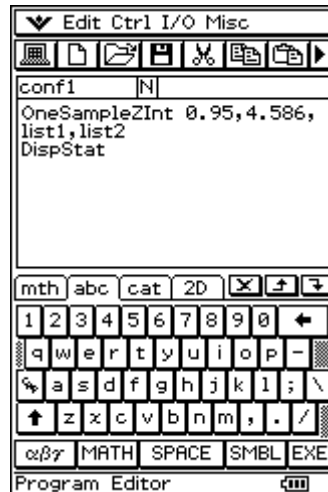 Edit Ctrl I/O Misc
conf1 N
OneSampleZInt 0.95,4.586,
list1,list2
DispStat
mth abc cat 2D
1 2 3 4 5 6 7 8 9 0
q w e r t y u i o p -
a s d f g h j k l ; \
z x c v b n m , . /
αβγ MATH SPACE SMBL EXE
Program Editor